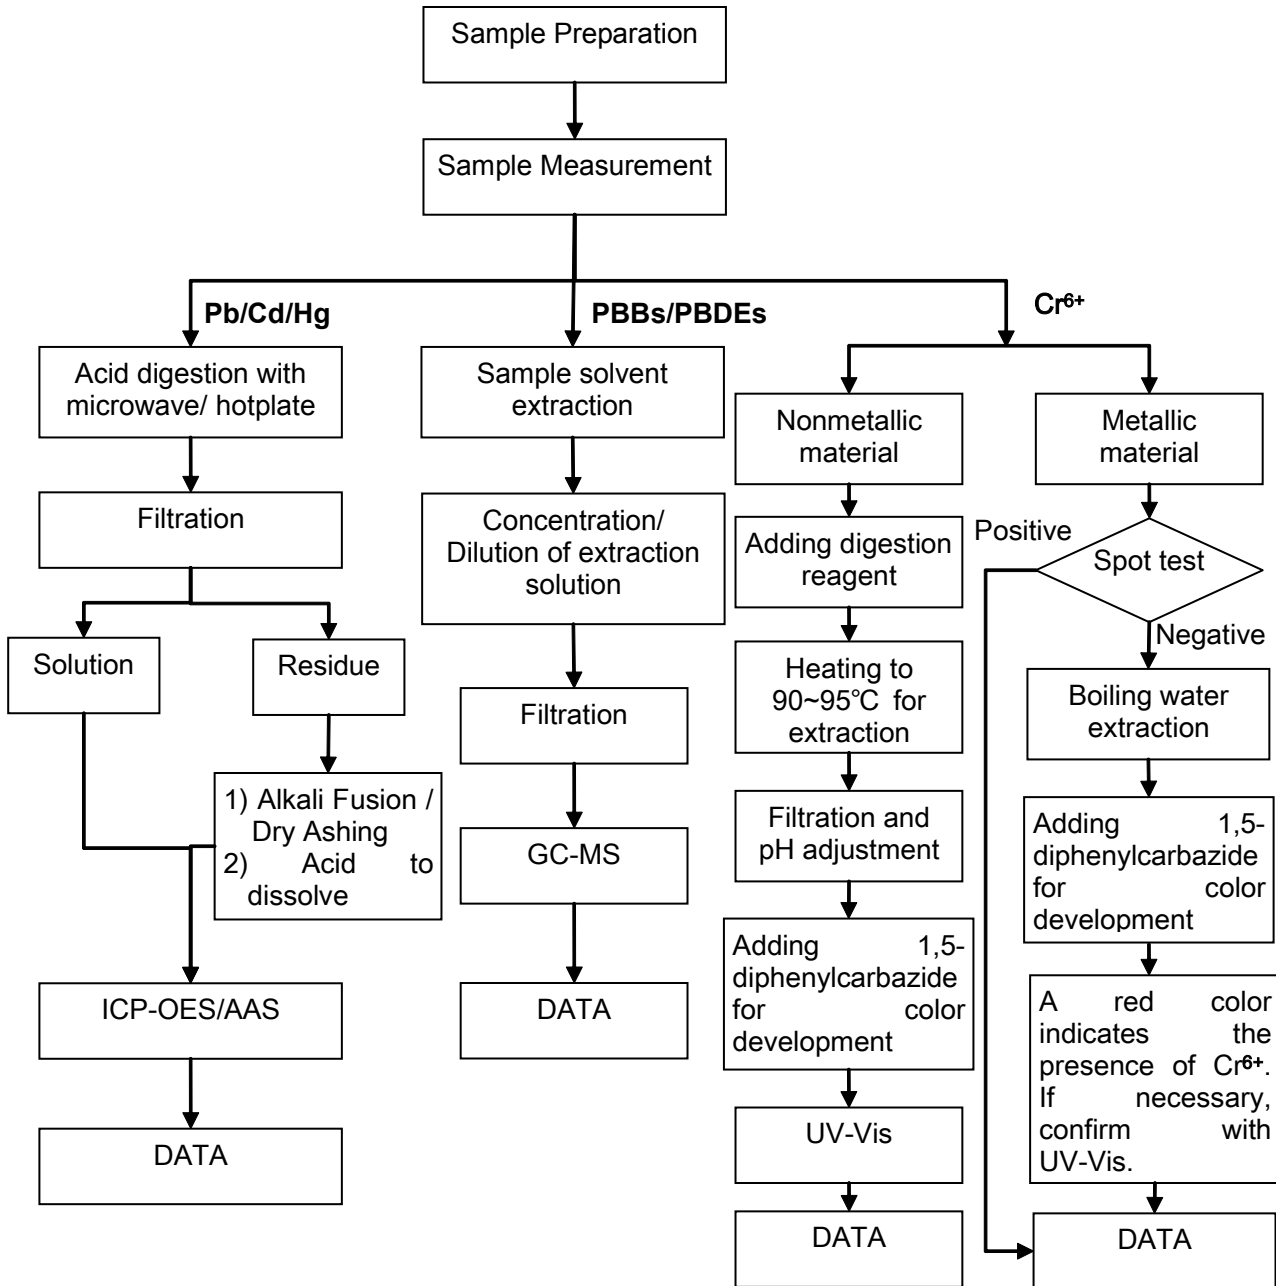 Sample Preparation
Sample Measurement
Pb/Cd/Hg
PBBs/PBDEs
Cr⁶⁺
Acid digestion with
microwave/ hotplate
Filtration
Solution
Residue
1) Alkali Fusion /
Dry Ashing
2) Acid to
dissolve
ICP-OES/AAS
DATA
Sample solvent
extraction
Concentration/
Dilution of extraction
solution
Filtration
GC-MS
DATA
Nonmetallic
material
Adding digestion
reagent
Heating to
90~95℃ for
extraction
Filtration and
pH adjustment
Adding 1,5-
diphenylcarbazide
for color
development
UV-Vis
DATA
Metallic
material
Positive
Spot test
Negative
Boiling water
extraction
Adding 1,5-
diphenylcarbazide
for color
development
A red color
indicates the
presence of Cr⁶⁺.
If necessary,
confirm with
UV-Vis.
DATA